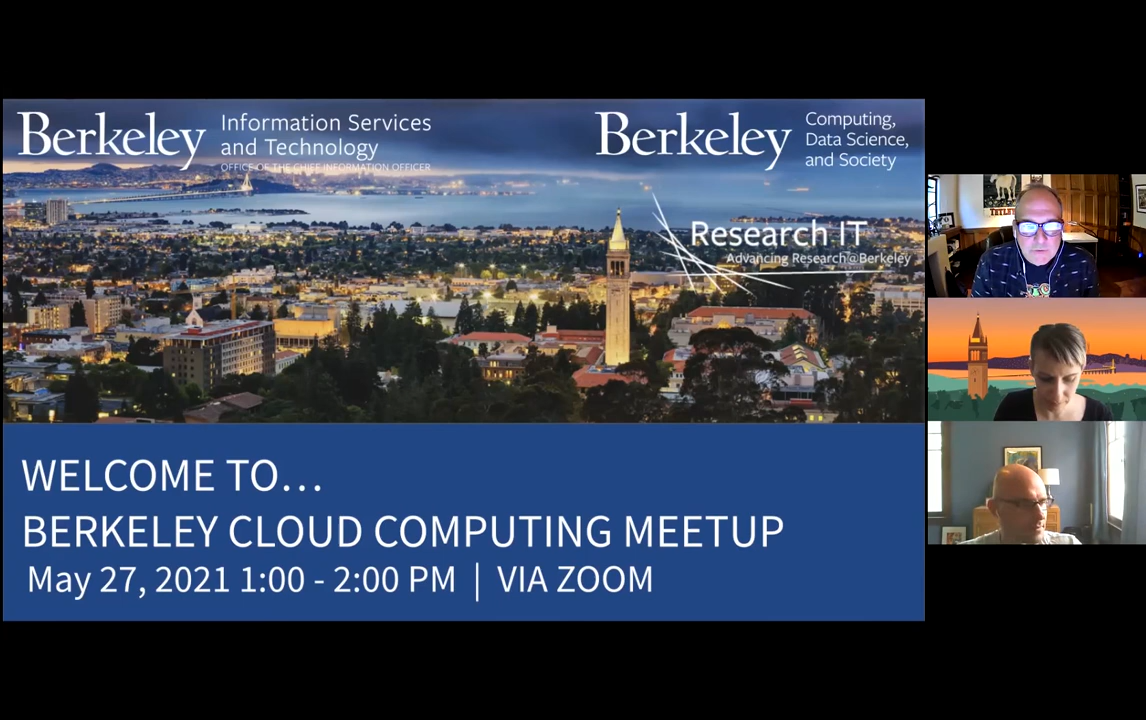 Berkeley
Information Services
and Technology
OFFICE OF THE CHIEF INFORMATION OFFICER
Berkeley
Computing,
Data Science,
and Society
Research IT
Advancing Research@Berkeley
WELCOME TO…
BERKELEY CLOUD COMPUTING MEETUP
May 27, 2021 1:00 - 2:00 PM | VIA ZOOM